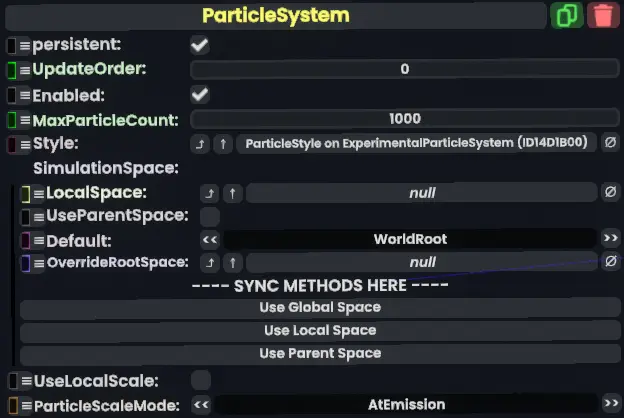 ParticleSystem
persistent:
UpdateOrder: 0
Enabled:
MaxParticleCount: 1000
Style: ParticleStyle on ExperimentalParticleSystem (ID14D1B00)
SimulationSpace:
LocalSpace: null
UseParentSpace:
Default: << WorldRoot >>
OverrideRootSpace: null
---- SYNC METHODS HERE ----
Use Global Space
Use Local Space
Use Parent Space
UseLocalScale:
ParticleScaleMode: << AtEmission >>